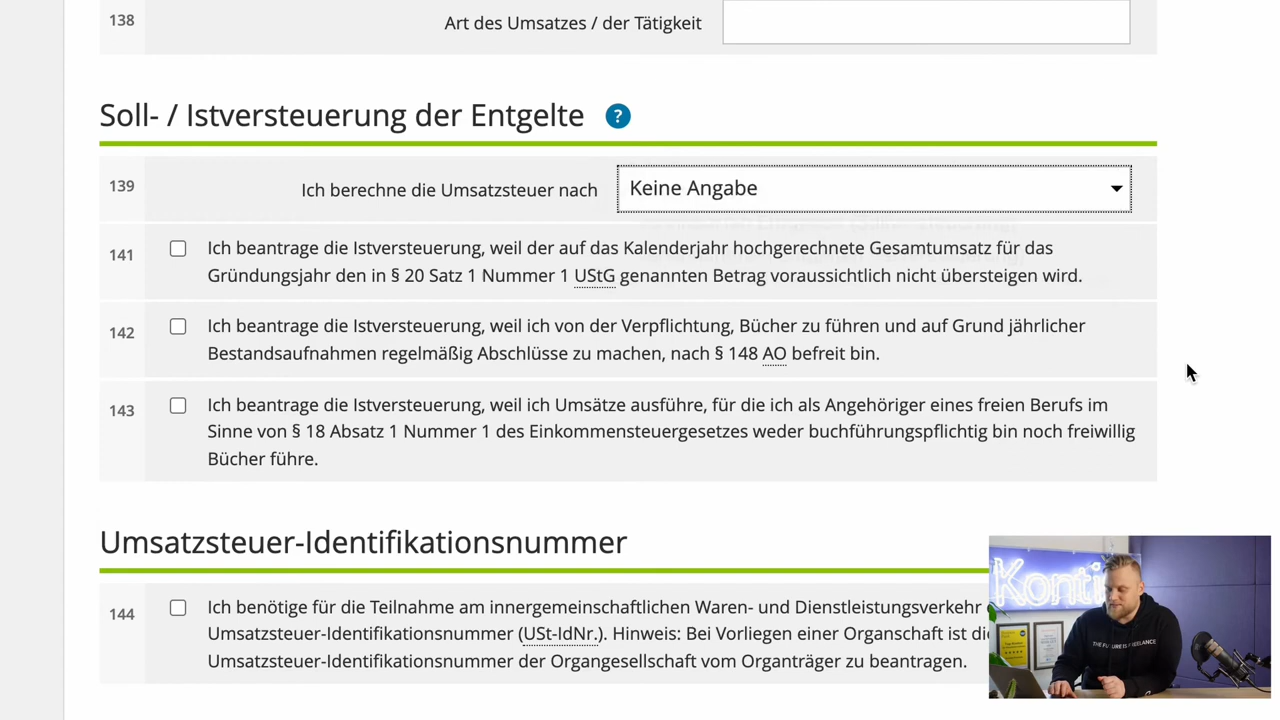 138
Art des Umsatzes / der Tätigkeit
Soll- / Istversteuerung der Entgelte ?
139
Ich berechne die Umsatzsteuer nach
Keine Angabe
141
Ich beantrage die Istversteuerung, weil der auf das Kalenderjahr hochgerechnete Gesamtumsatz für das
Gründungsjahr den in § 20 Satz 1 Nummer 1 UStG genannten Betrag voraussichtlich nicht übersteigen wird.
142
Ich beantrage die Istversteuerung, weil ich von der Verpflichtung, Bücher zu führen und auf Grund jährlicher
Bestandsaufnahmen regelmäßig Abschlüsse zu machen, nach § 148 AO befreit bin.
143
Ich beantrage die Istversteuerung, weil ich Umsätze ausführe, für die ich als Angehöriger eines freien Berufs im
Sinne von § 18 Absatz 1 Nummer 1 des Einkommensteuergesetzes weder buchführungspflichtig bin noch freiwillig
Bücher führe.
Umsatzsteuer-Identifikationsnummer
144
Ich benötige für die Teilnahme am innergemeinschaftlichen Waren- und Dienstleistungsverkehr
Umsatzsteuer-Identifikationsnummer (USt-IdNr.). Hinweis: Bei Vorliegen einer Organschaft ist
Umsatzsteuer-Identifikationsnummer der Organgesellschaft vom Organträger zu beantragen.
Konti
THE FUTURE IS FREELANCE